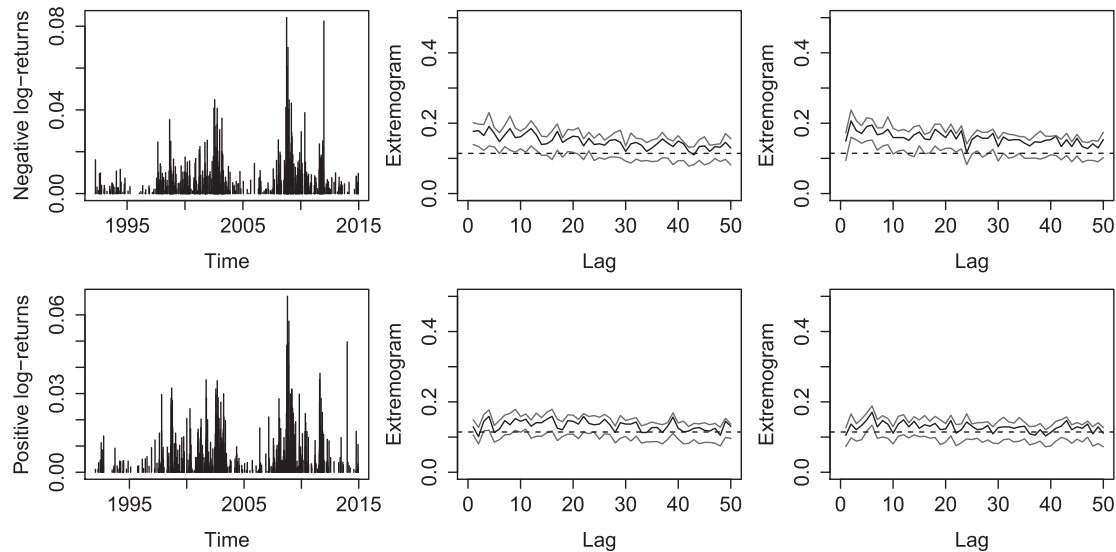 Negative log−returns
0.00 0.04 0.08
1995 2005 2015
Time
Extremogram
0.0 0.2 0.4
0 10 20 30 40 50
Lag
Extremogram
0.0 0.2 0.4
0 10 20 30 40 50
Lag
Positive log−returns
0.00 0.03 0.06
1995 2005 2015
Time
Extremogram
0.0 0.2 0.4
0 10 20 30 40 50
Lag
Extremogram
0.0 0.2 0.4
0 10 20 30 40 50
Lag